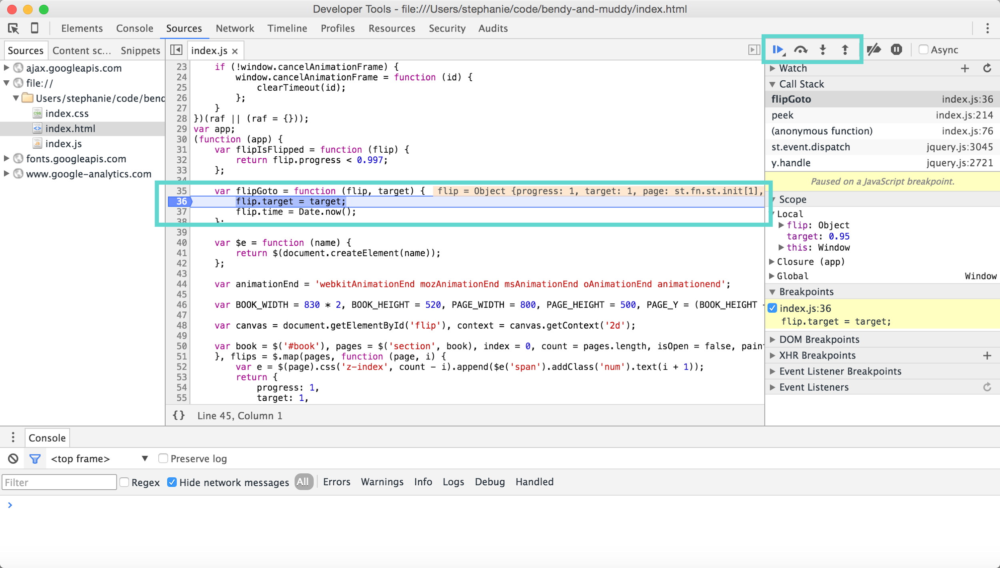 Developer Tools - file:///Users/stephanie/code/bendy-and-muddy/index.html
Elements Console Sources Network Timeline Profiles Resources Security Audits
Sources Content sc... Snippets
ajax.googleapis.com
file://
Users/stephanie/code/bend
index.css
index.html
index.js
fonts.googleapis.com
www.google-analytics.com
index.js ×
23 if (!window.cancelAnimationFrame) {
24 window.cancelAnimationFrame = function (id) {
25 clearTimeout(id);
26 };
27 }
28 })(raf || (raf = {}));
29 var app;
30 (function (app) {
31 var flipIsFlipped = function (flip) {
32 return flip.progress < 0.997;
33 };
34
35 var flipGoto = function (flip, target) { flip = Object {progress: 1, target: 1, page: st.fn.st.init[1],
36 flip.target = target;
37 flip.time = Date.now();
38 };
39
40 var $e = function (name) {
41 return $(document.createElement(name));
42 };
43
44 var animationEnd = 'webkitAnimationEnd mozAnimationEnd msAnimationEnd oAnimationEnd animationend';
45
46 var BOOK_WIDTH = 830 * 2, BOOK_HEIGHT = 520, PAGE_WIDTH = 800, PAGE_HEIGHT = 500, PAGE_Y = (BOOK_HEIGHT -
47
48 var canvas = document.getElementById('flip'), context = canvas.getContext('2d');
49
50 var book = $('#book'), pages = $('section', book), index = 0, count = pages.length, isOpen = false, pain
51 }, flips = $.map(pages, function (page, i) {
52 var e = $(page).css('z-index', count - i).append($e('span').addClass('num').text(i + 1));
53 return {
54 progress: 1,
55 target: 1,
{} Line 45, Column 1
Async
Watch
Call Stack
flipGoto index.js:36
peek index.js:214
(anonymous function) index.js:76
st.event.dispatch jquery.js:3045
y.handle jquery.js:2721
Paused on a JavaScript breakpoint.
Scope
Local
flip: Object
target: 0.95
this: Window
Closure (app)
Global Window
Breakpoints
index.js:36
flip.target = target;
DOM Breakpoints
XHR Breakpoints
Event Listener Breakpoints
Event Listeners
Console
<top frame> Preserve log
Filter Regex Hide network messages All Errors Warnings Info Logs Debug Handled